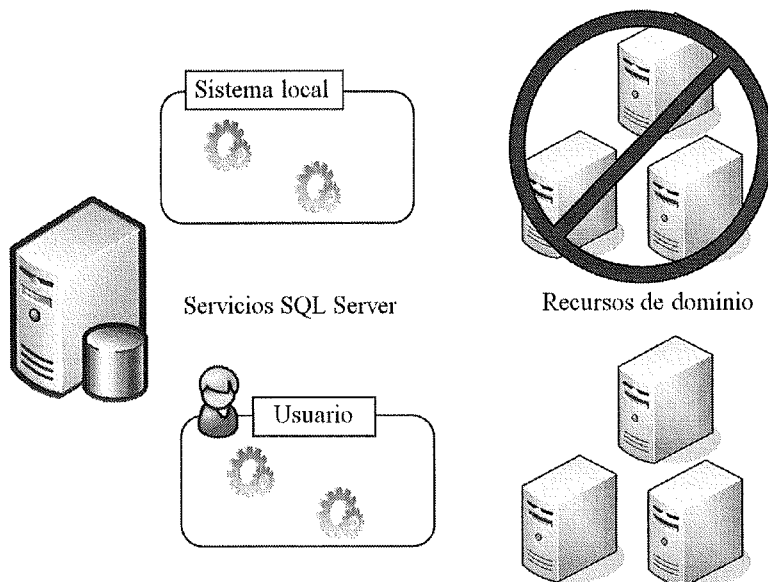 Sistema local
Servicios SQL Server
Recursos de dominio
Usuario